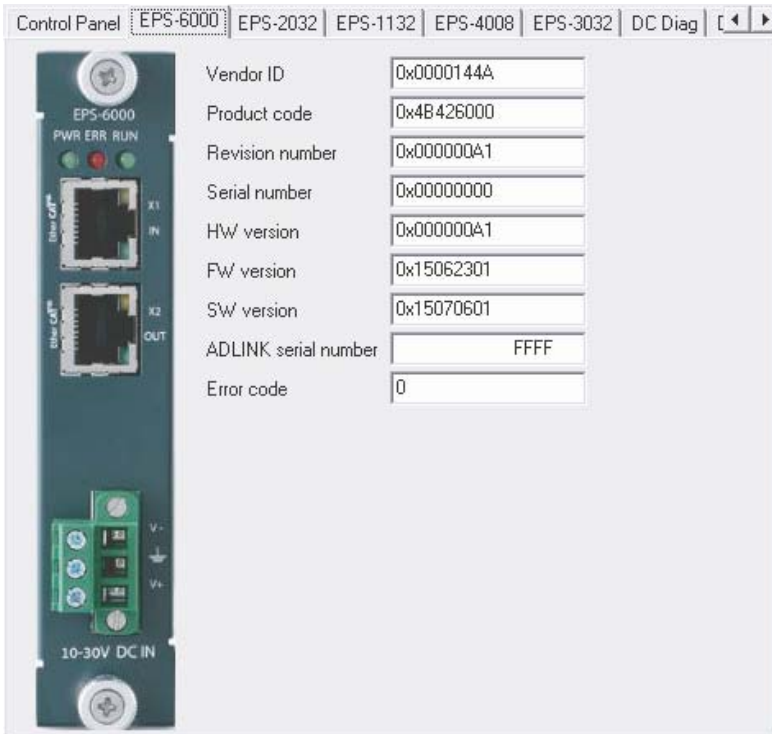 Control Panel EPS-6000 EPS-2032 EPS-1132 EPS-4008 EPS-3032 DC Diag
EPS-6000
PWR ERR RUN
EtherCAT
X1
IN
EtherCAT
X2
OUT
V-
V+
10-30V DC IN
Vendor ID 0x0000144A
Product code 0x4B426000
Revision number 0x000000A1
Serial number 0x00000000
HW version 0x000000A1
FW version 0x15062301
SW version 0x15070601
ADLINK serial number FFFF
Error code 0